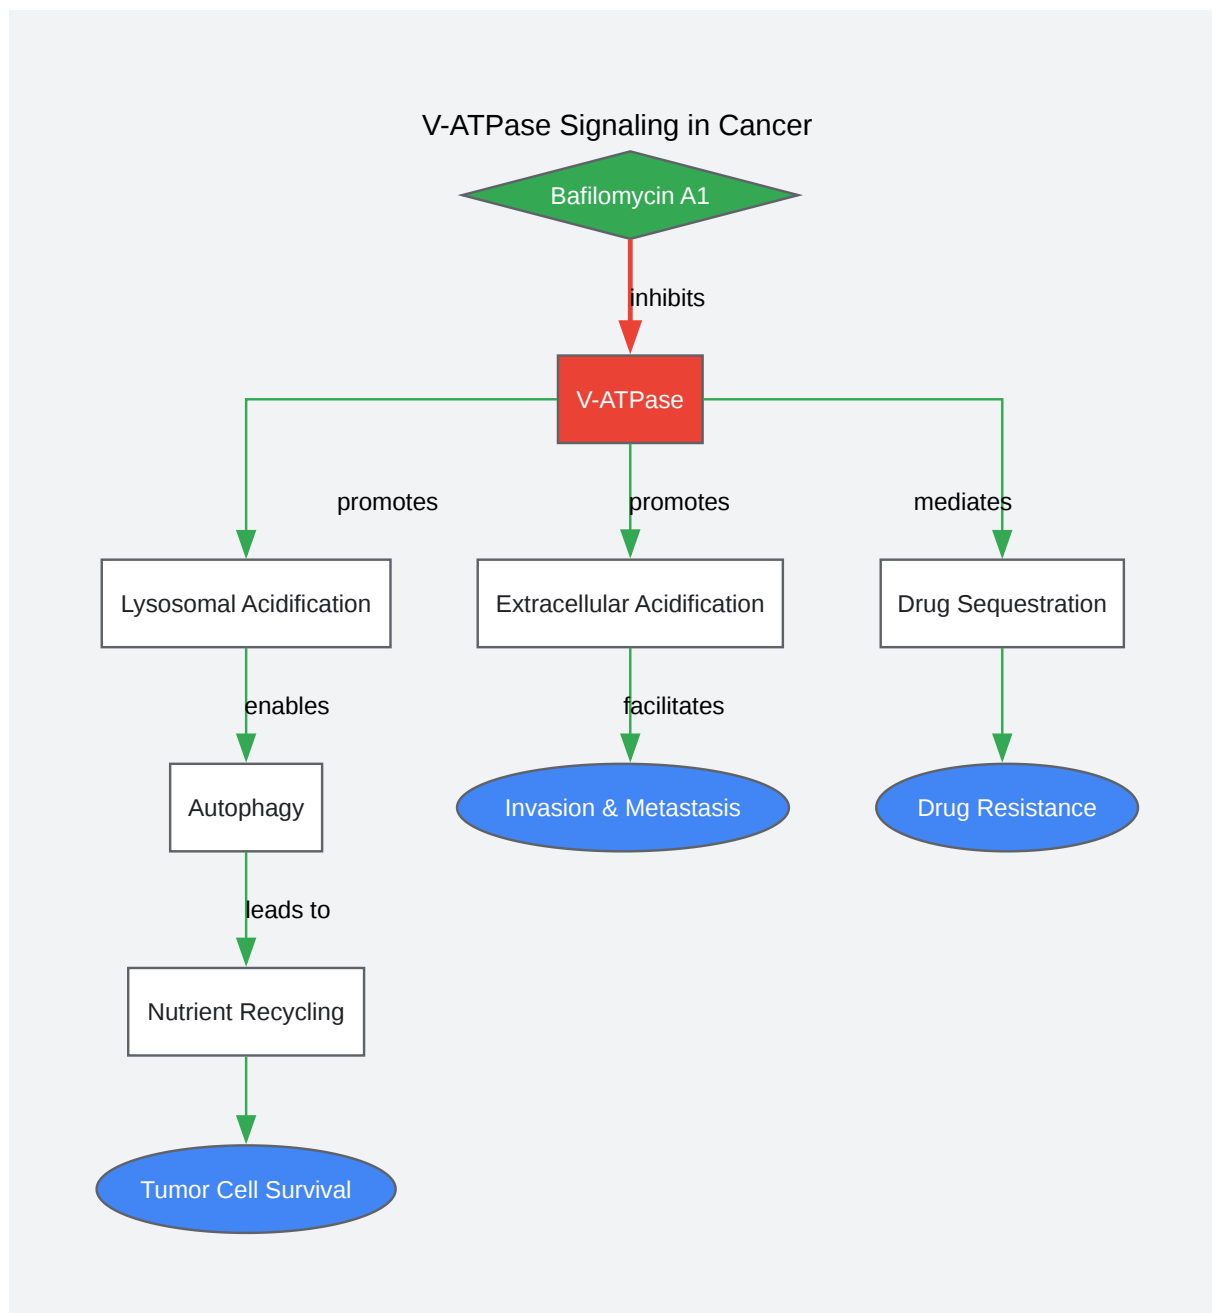 V-ATPase Signaling in Cancer
Bafilomycin A1
inhibits
V-ATPase
promotes
promotes
mediates
Lysosomal Acidification
Extracellular Acidification
Drug Sequestration
enables
facilitates
Autophagy
Invasion & Metastasis
Drug Resistance
leads to
Nutrient Recycling
Tumor Cell Survival